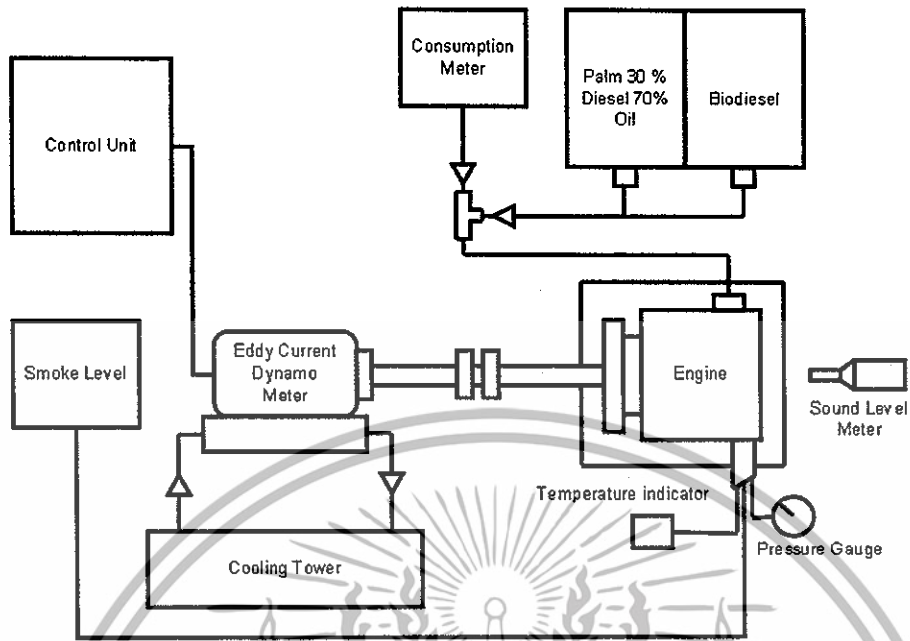 Consumption
Meter
Palm 30 %
Diesel 70%
Oil
Biodiesel
Control Unit
Smoke Level
Eddy Current
Dynamo
Meter
Engine
Sound Level
Meter
Temperature indicator
Pressure Gauge
Cooling Tower